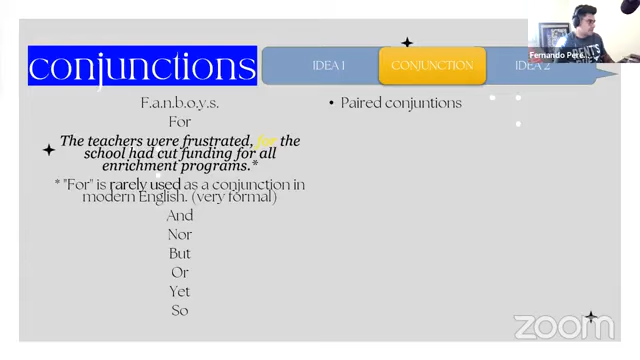 conjunctions
IDEA 1
CONJUNCTION
IDEA 2
F.a.n.b.o.y.s.
For
The teachers were frustrated, for the
school had cut funding for all
enrichment programs.*
* "For" is rarely used as a conjunction in
modern English. (very formal)
And
Nor
But
Or
Yet
So
• Paired conjuntions
Fernando Pere
zoom